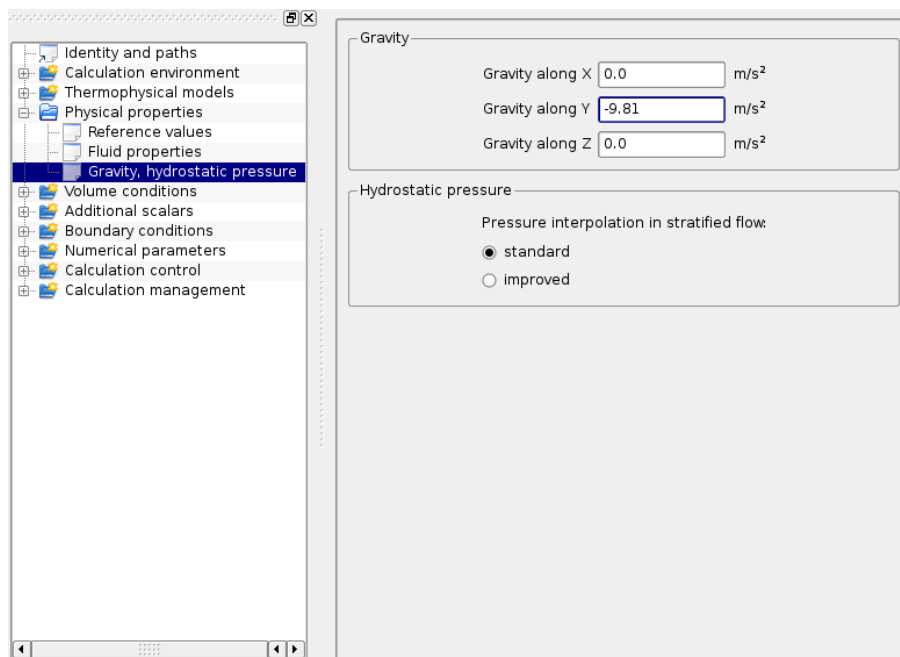 Identity and paths
Calculation environment
Thermophysical models
Physical properties
Reference values
Fluid properties
Gravity, hydrostatic pressure
Volume conditions
Additional scalars
Boundary conditions
Numerical parameters
Calculation control
Calculation management
Gravity
Gravity along X 0.0 m/s²
Gravity along Y -9.81 m/s²
Gravity along Z 0.0 m/s²
Hydrostatic pressure
Pressure interpolation in stratified flow:
standard
improved